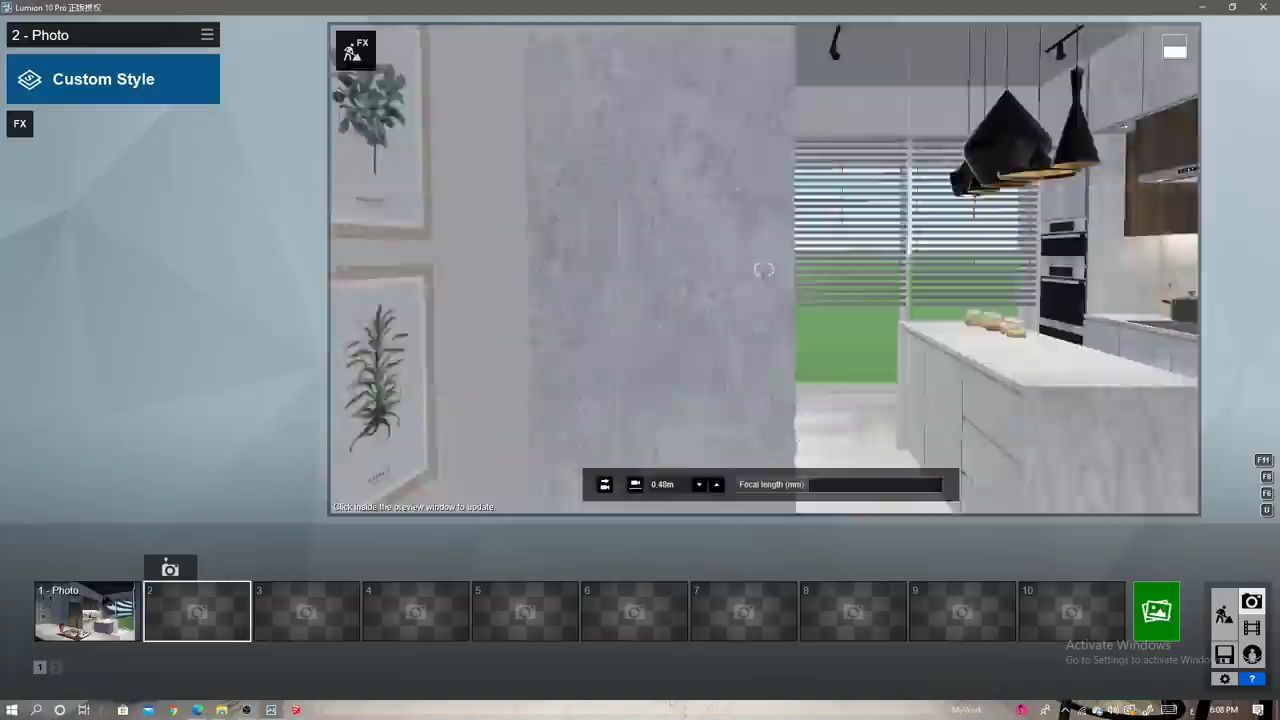 Lumion 10 Pro 正版授权
2 - Photo
Custom Style
FX
FX
0.48m
Focal length (mm)
Click inside the preview window to update
F11
F8
F6
U
1 - Photo
2
3
4
5
6
7
8
9
10
1
2
Activate Windows
Go to Settings to activate Windo
?
MyWork
6:08 PM